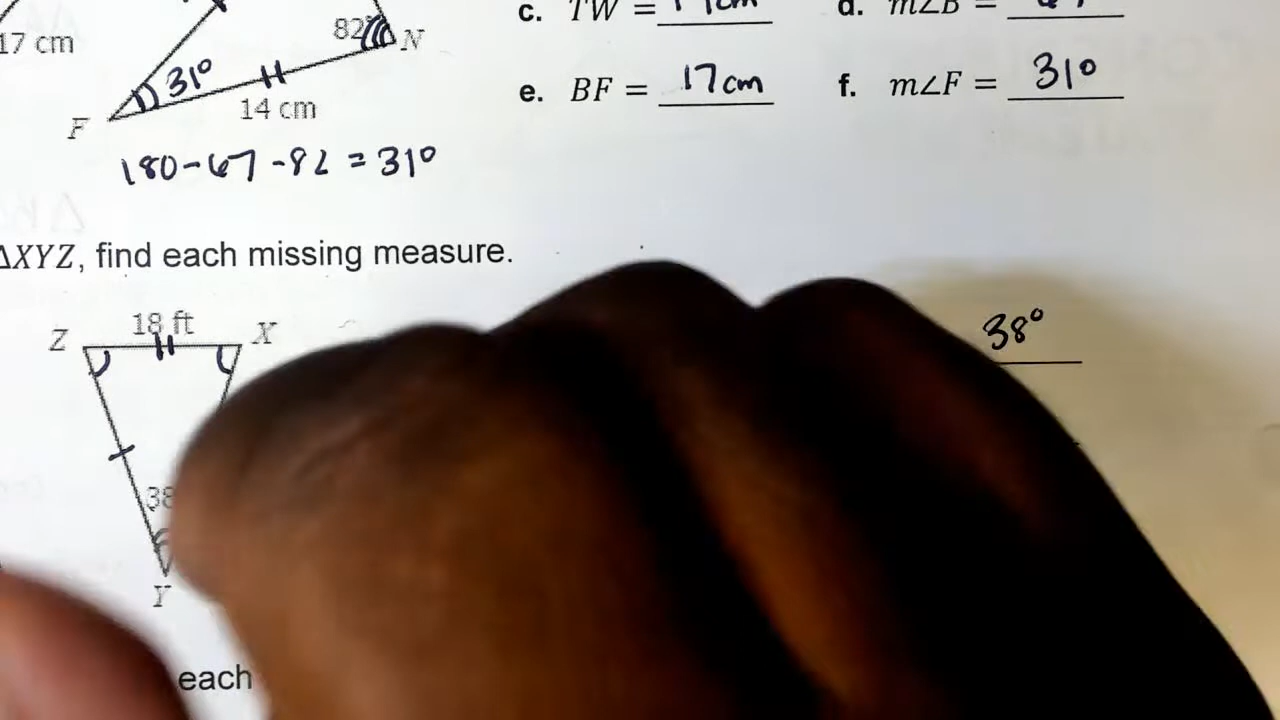 c. TW = 14cm d. m∠B =
17 cm 82 N
31° 14 cm F
e. BF = 17cm f. m∠F = 31°
180-67-82 = 31°
ΔXYZ, find each missing measure.
Z 18 ft X
38°
38
Y
each